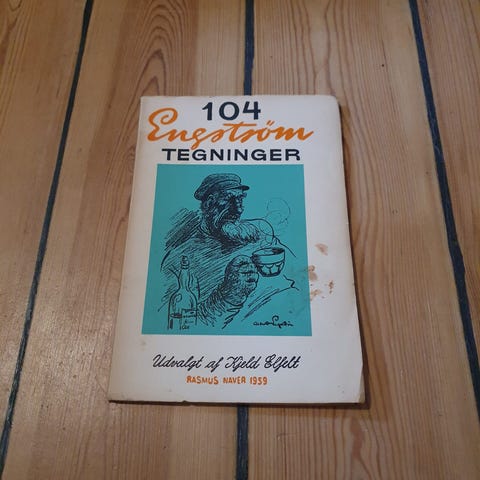 104
Engström
TEGNINGER
Udvalgt af Kjeld Elfelt
RASMUS NAVER 1959